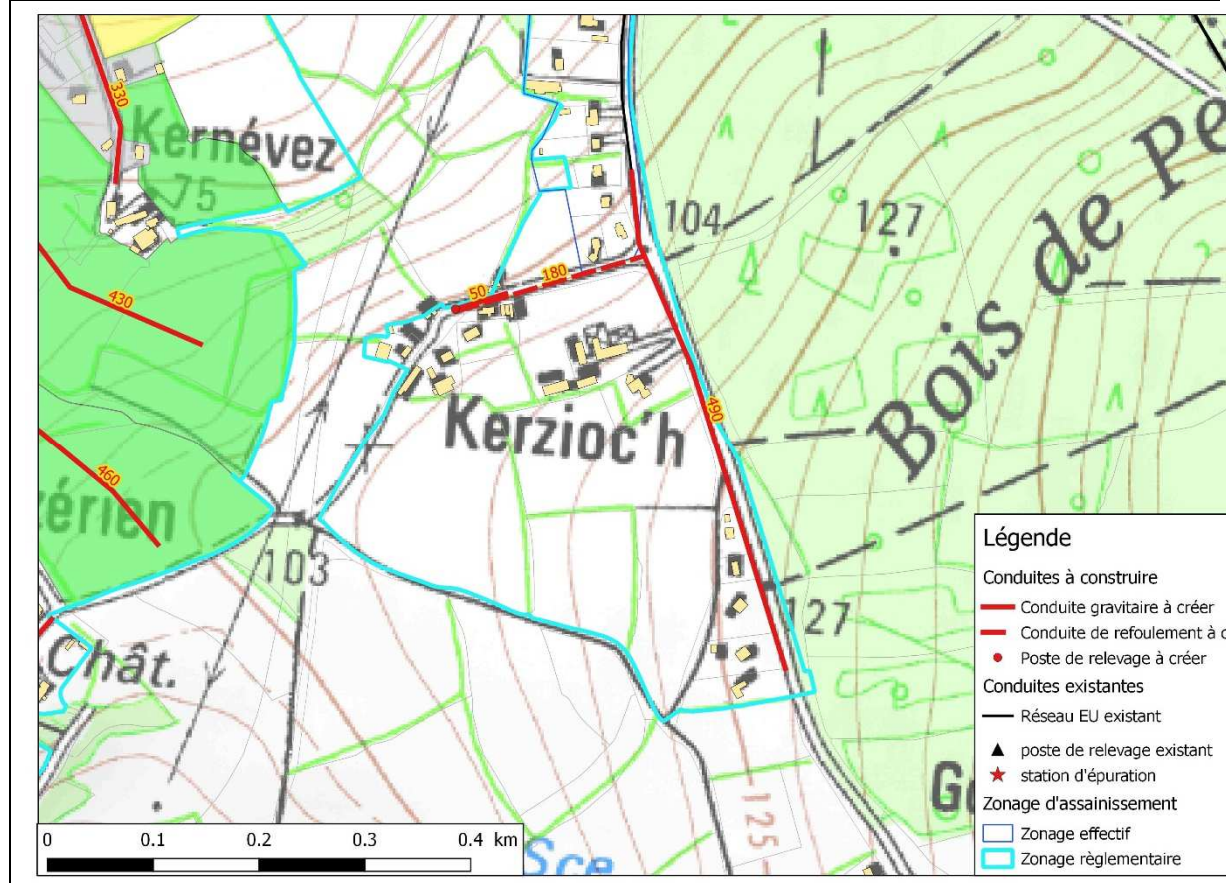 330
Kernévez
75
430
460
zérien
103
Chât.
50
180
104
127
Bois de Pe
Kerzioc'h
490
127
125
Sce
Légende
Conduites à construire
Conduite gravitaire à créer
Conduite de refoulement à c
Poste de relevage à créer
Conduites existantes
Réseau EU existant
poste de relevage existant
station d'épuration
Zonage d'assainissement
Zonage effectif
Zonage règlementaire
0 0.1 0.2 0.3 0.4 km